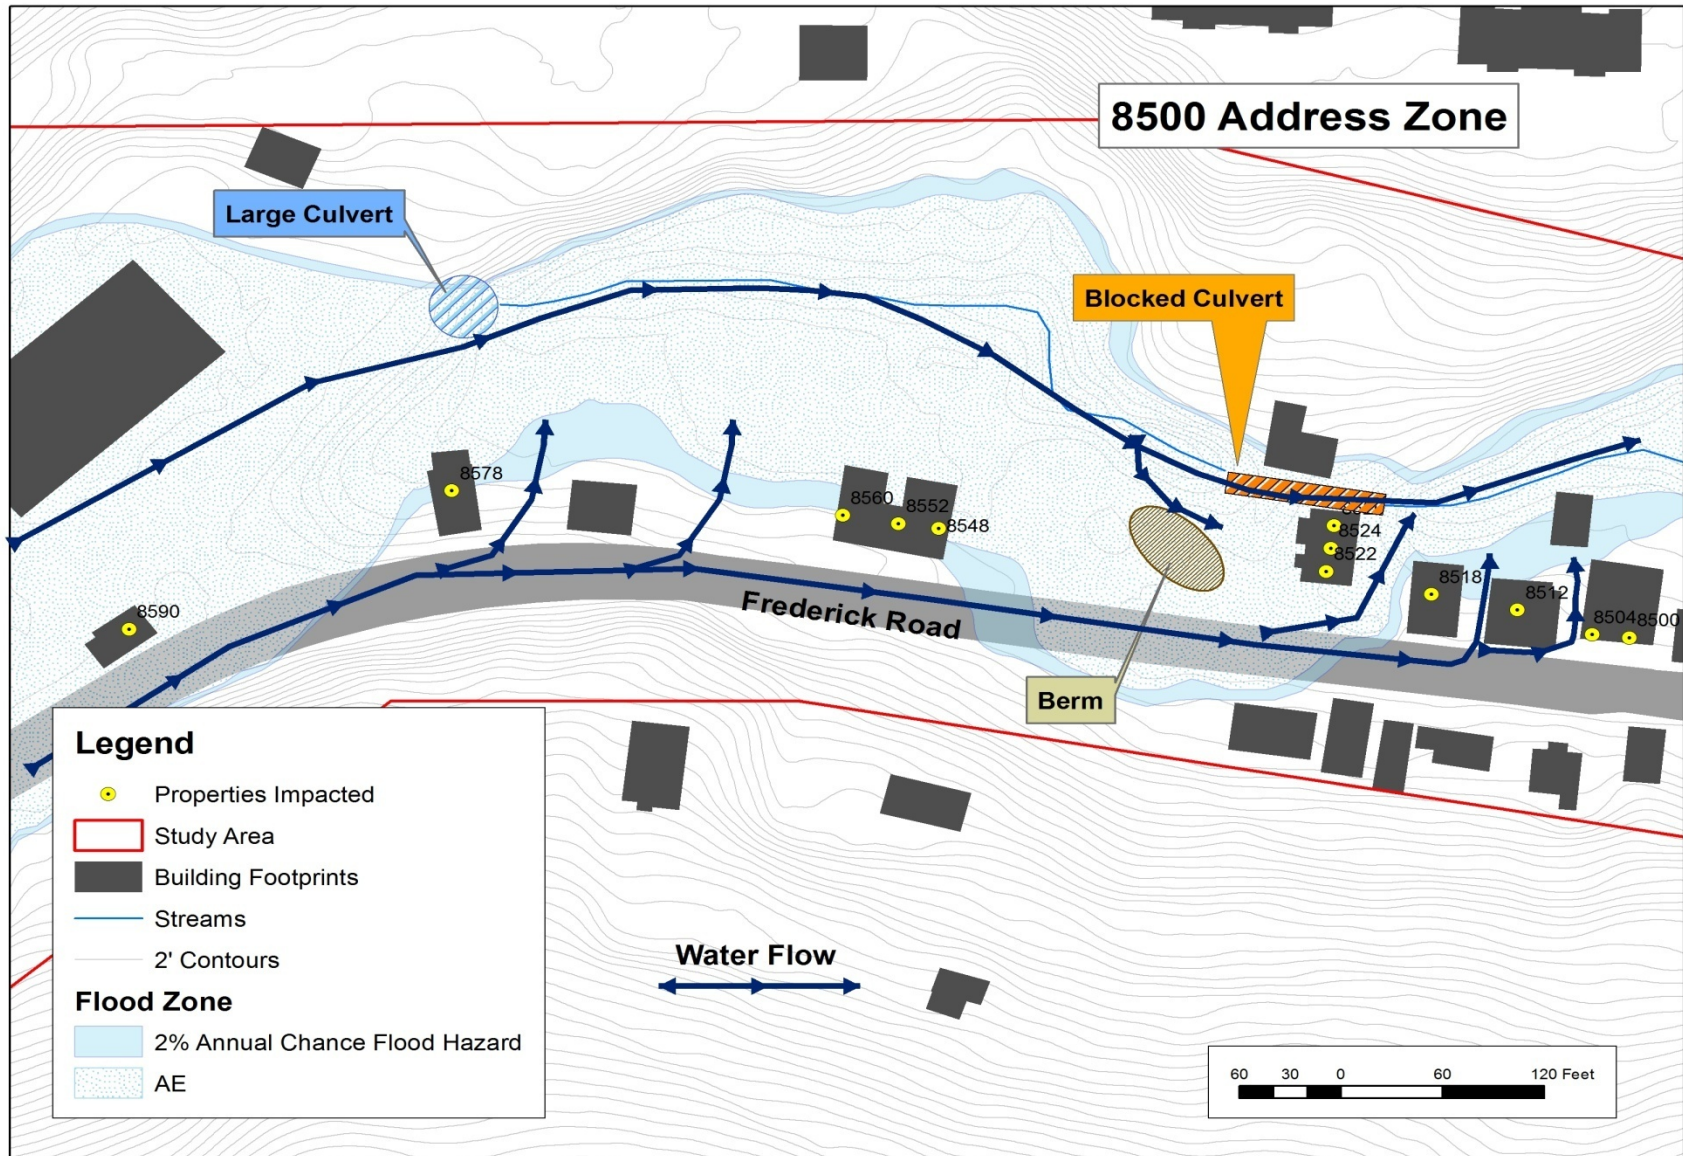 8500 Address Zone
Large Culvert
Blocked Culvert
8578
8560
8552
8548
8524
8522
8518
8512
8504
8500
8590
Frederick Road
Berm
Legend
Properties Impacted
Study Area
Building Footprints
Streams
2' Contours
Flood Zone
2% Annual Chance Flood Hazard
AE
Water Flow
60 30 0 60 120 Feet